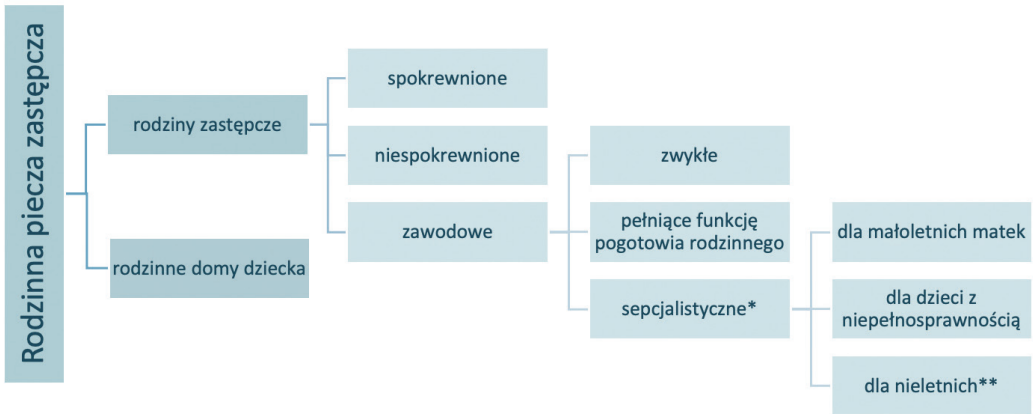 Rodzinna piecza zastępcza
rodziny zastępcze
rodzinne domy dziecka
spokrewnione
niespokrewnione
zawodowe
zwykłe
pełniące funkcję
pogotowia rodzinnego
sepcjalistyczne*
dla małoletnich matek
dla dzieci z
niepełnosprawnością
dla nieletnich**